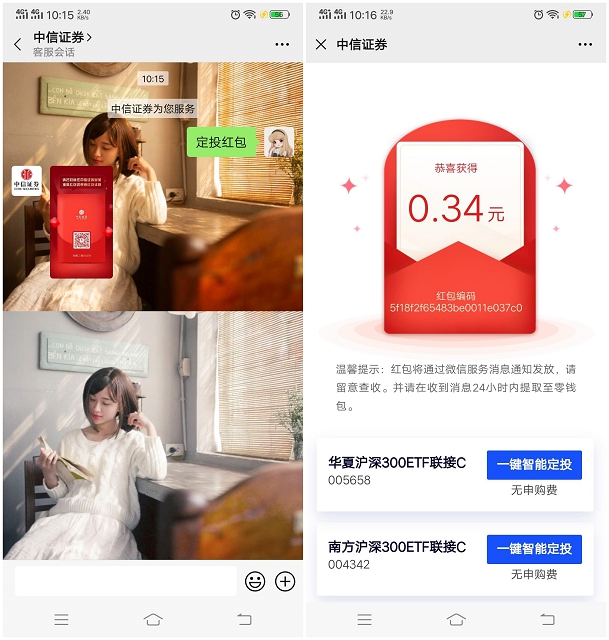 4G 4G 10:15 2.40 KB/s 56
中信证券
客服会话
10:15
中信证券为您服务
定投红包
中信证券
4G 4G 10:16 22.9 KB/s 57
中信证券
恭喜获得
0.34元
红包编码
5f18f2f65483be0011e037c0
温馨提示：红包将通过微信服务消息通知发放，请
留意查收。并请在收到消息24小时内提取至零钱
包。
华夏沪深300ETF联接C
005658
一键智能定投
无申购费
南方沪深300ETF联接C
004342
一键智能定投
无申购费